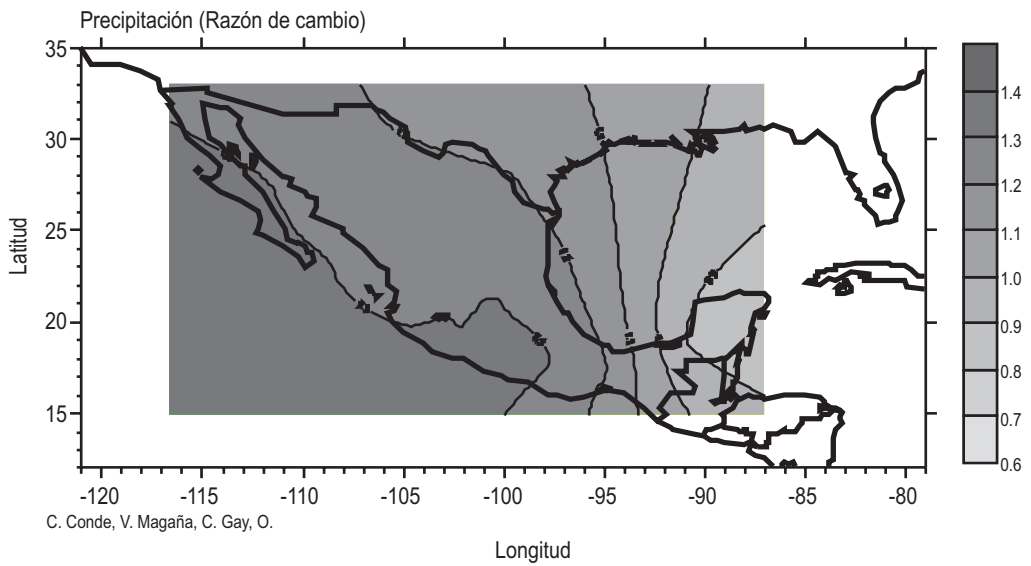 Precipitación (Razón de cambio)
35
30
25
20
15
Latitud
-120 -115 -110 -105 -100 -95 -90 -85 -80
Longitud
C. Conde, V. Magaña, C. Gay, O.
1.4
1.3
1.2
1.1
1.0
0.9
0.8
0.7
0.6